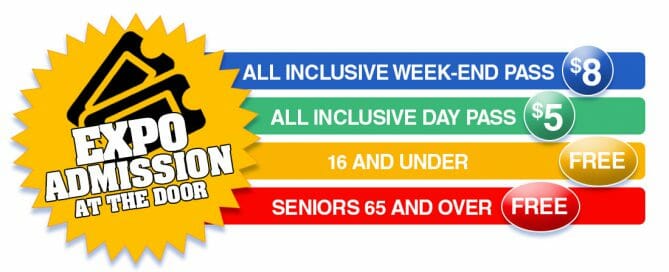 EXPO
ADMISSION
AT THE DOOR
ALL INCLUSIVE WEEK-END PASS $8
ALL INCLUSIVE DAY PASS $5
16 AND UNDER FREE
SENIORS 65 AND OVER FREE